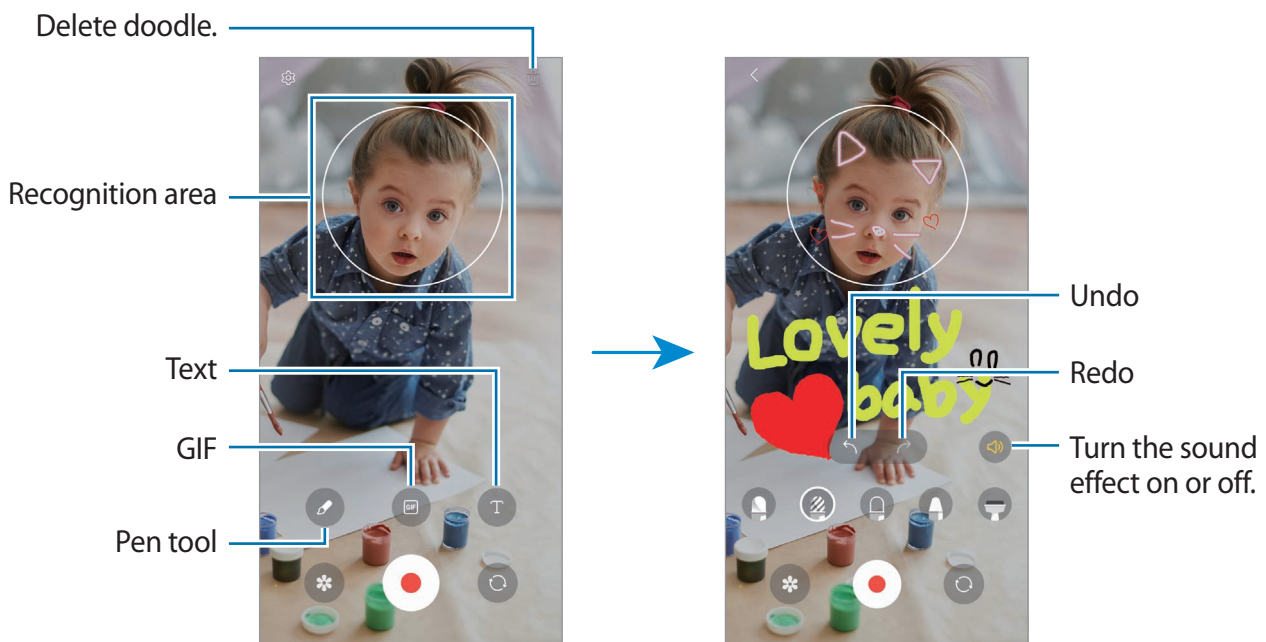 Delete doodle.
Recognition area
Text
GIF
Pen tool
GIF
T
Lovely
baby
Undo
Redo
Turn the sound
effect on or off.